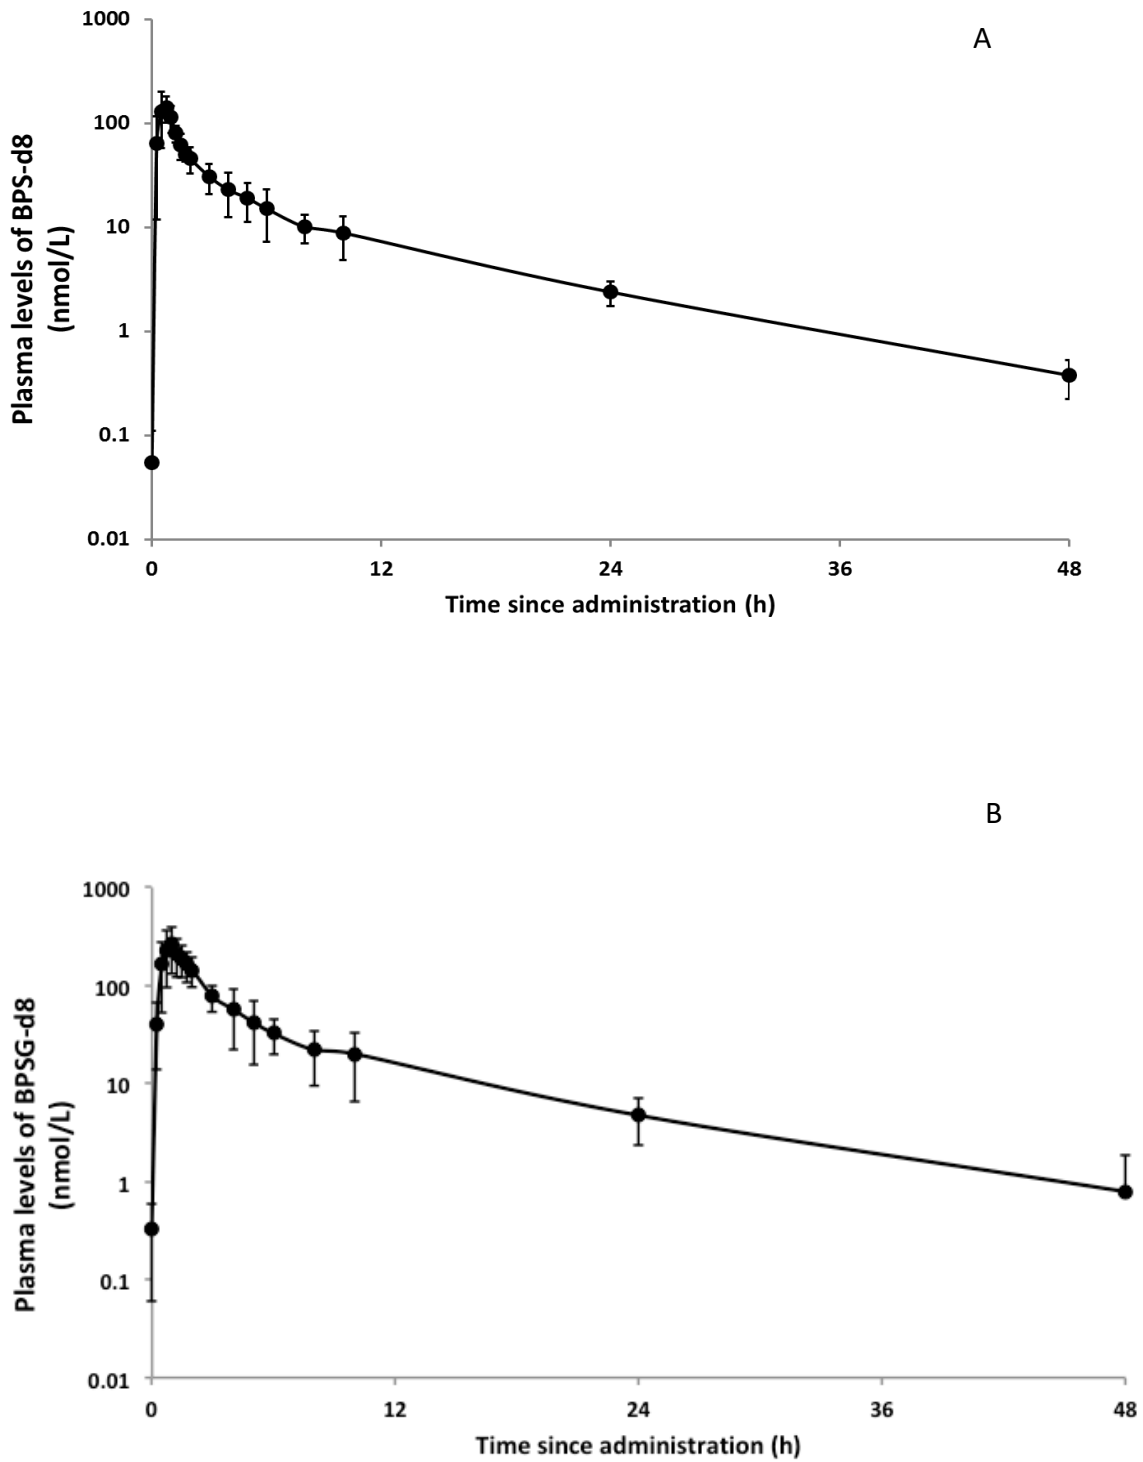 A
1000
100
10
1
0.1
0.01
Plasma levels of BPS-d8
(nmol/L)
0 12 24 36 48
Time since administration (h)
B
1000
100
10
1
0.1
0.01
Plasma levels of BPSG-d8
(nmol/L)
0 12 24 36 48
Time since administration (h)